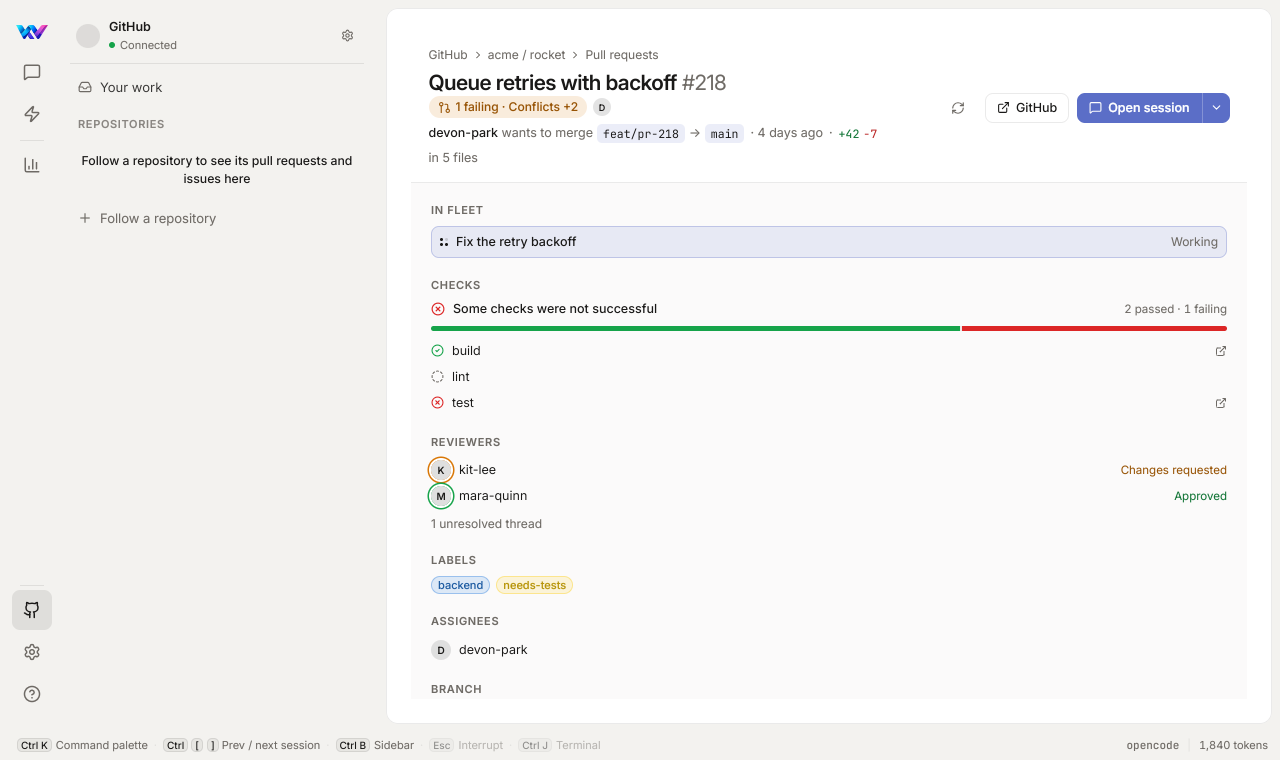 GitHub
Connected
Your work
REPOSITORIES
Follow a repository to see its pull requests and
issues here
Follow a repository
GitHub > acme / rocket > Pull requests
Queue retries with backoff #218
1 failing · Conflicts +2 D
devon-park wants to merge feat/pr-218 → main · 4 days ago · +42 -7
in 5 files
GitHub
Open session
IN FLEET
Fix the retry backoff Working
CHECKS
Some checks were not successful 2 passed · 1 failing
build
lint
test
REVIEWERS
K kit-lee Changes requested
M mara-quinn Approved
1 unresolved thread
LABELS
backend needs-tests
ASSIGNEES
D devon-park
BRANCH
Ctrl K Command palette · Ctrl [ ] Prev / next session · Ctrl B Sidebar · Esc Interrupt · Ctrl J Terminal
opencode 1,840 tokens